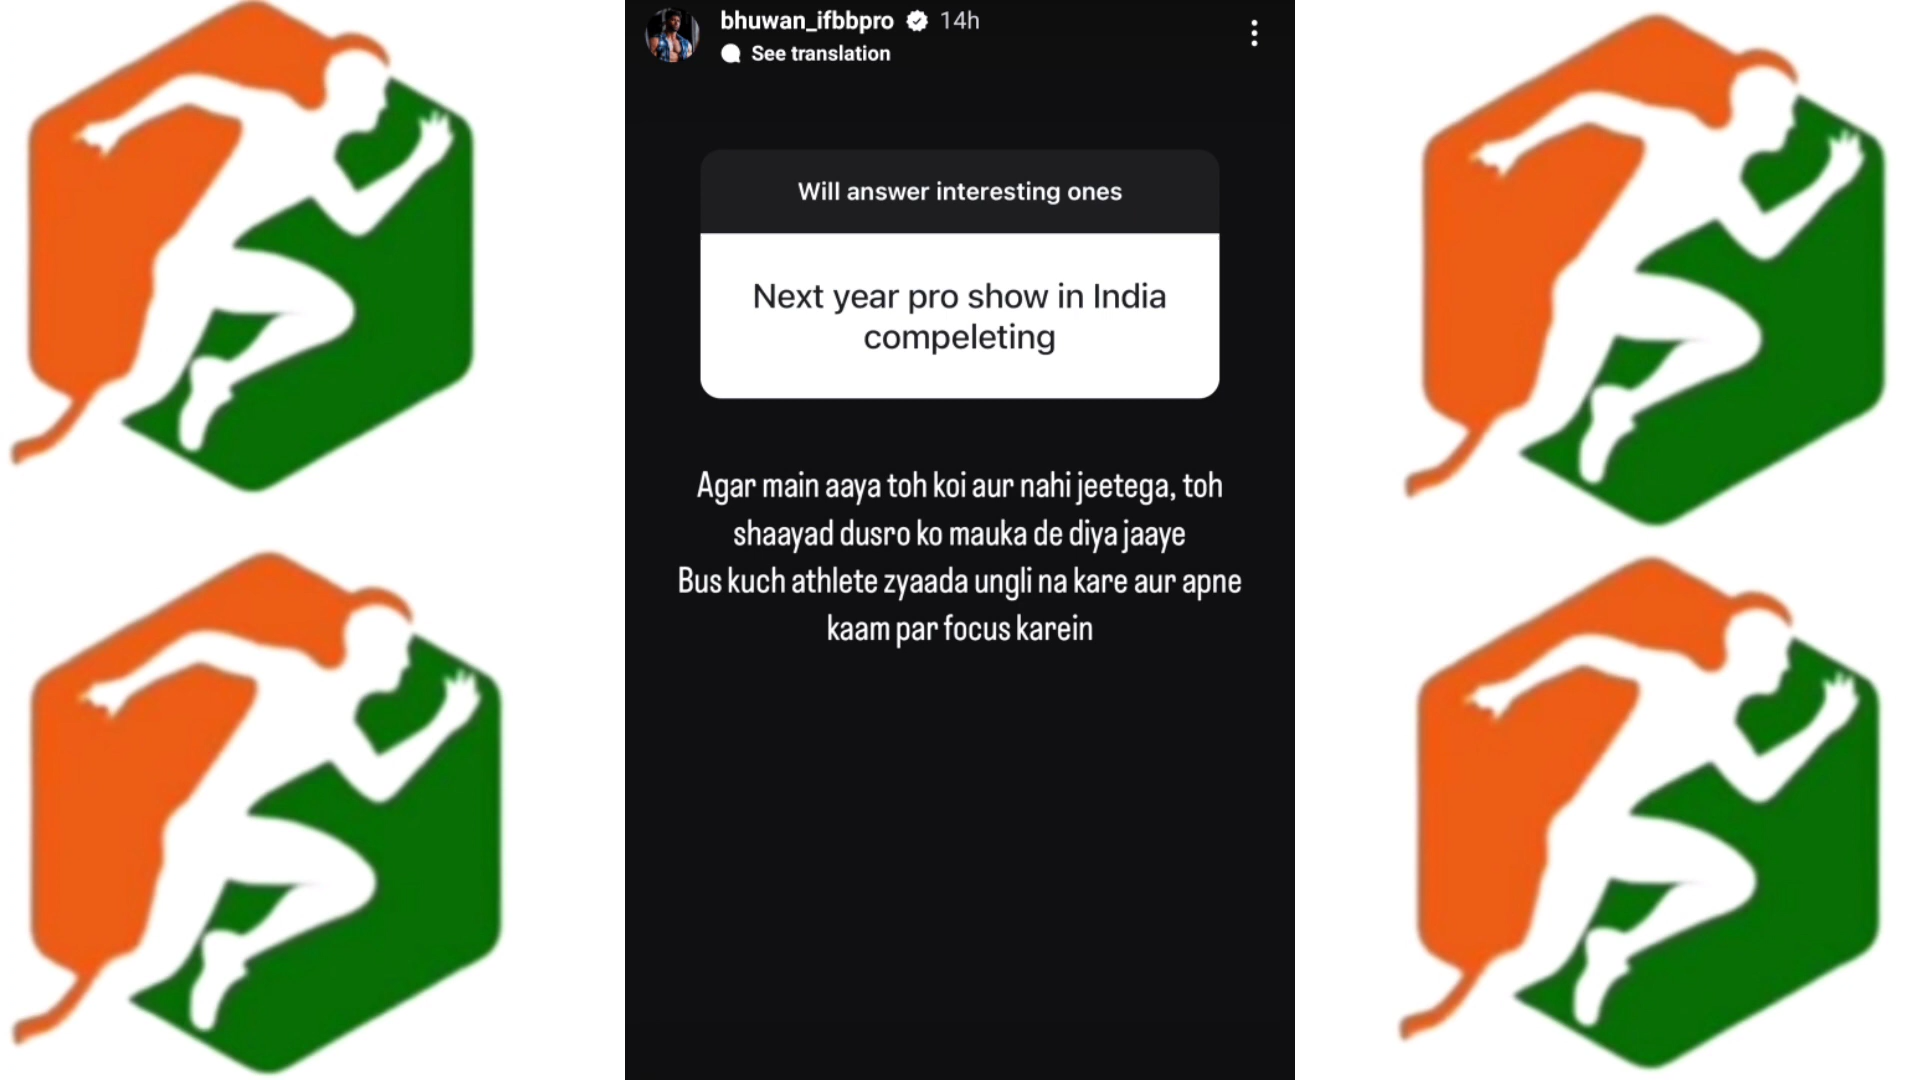 bhuwan_ifbbpro 14h
See translation
Will answer interesting ones
Next year pro show in India
compeleting
Agar main aaya toh koi aur nahi jeetega, toh
shaayad dusro ko mauka de diya jaaye
Bus kuch athlete zyaada ungli na kare aur apne
kaam par focus karein